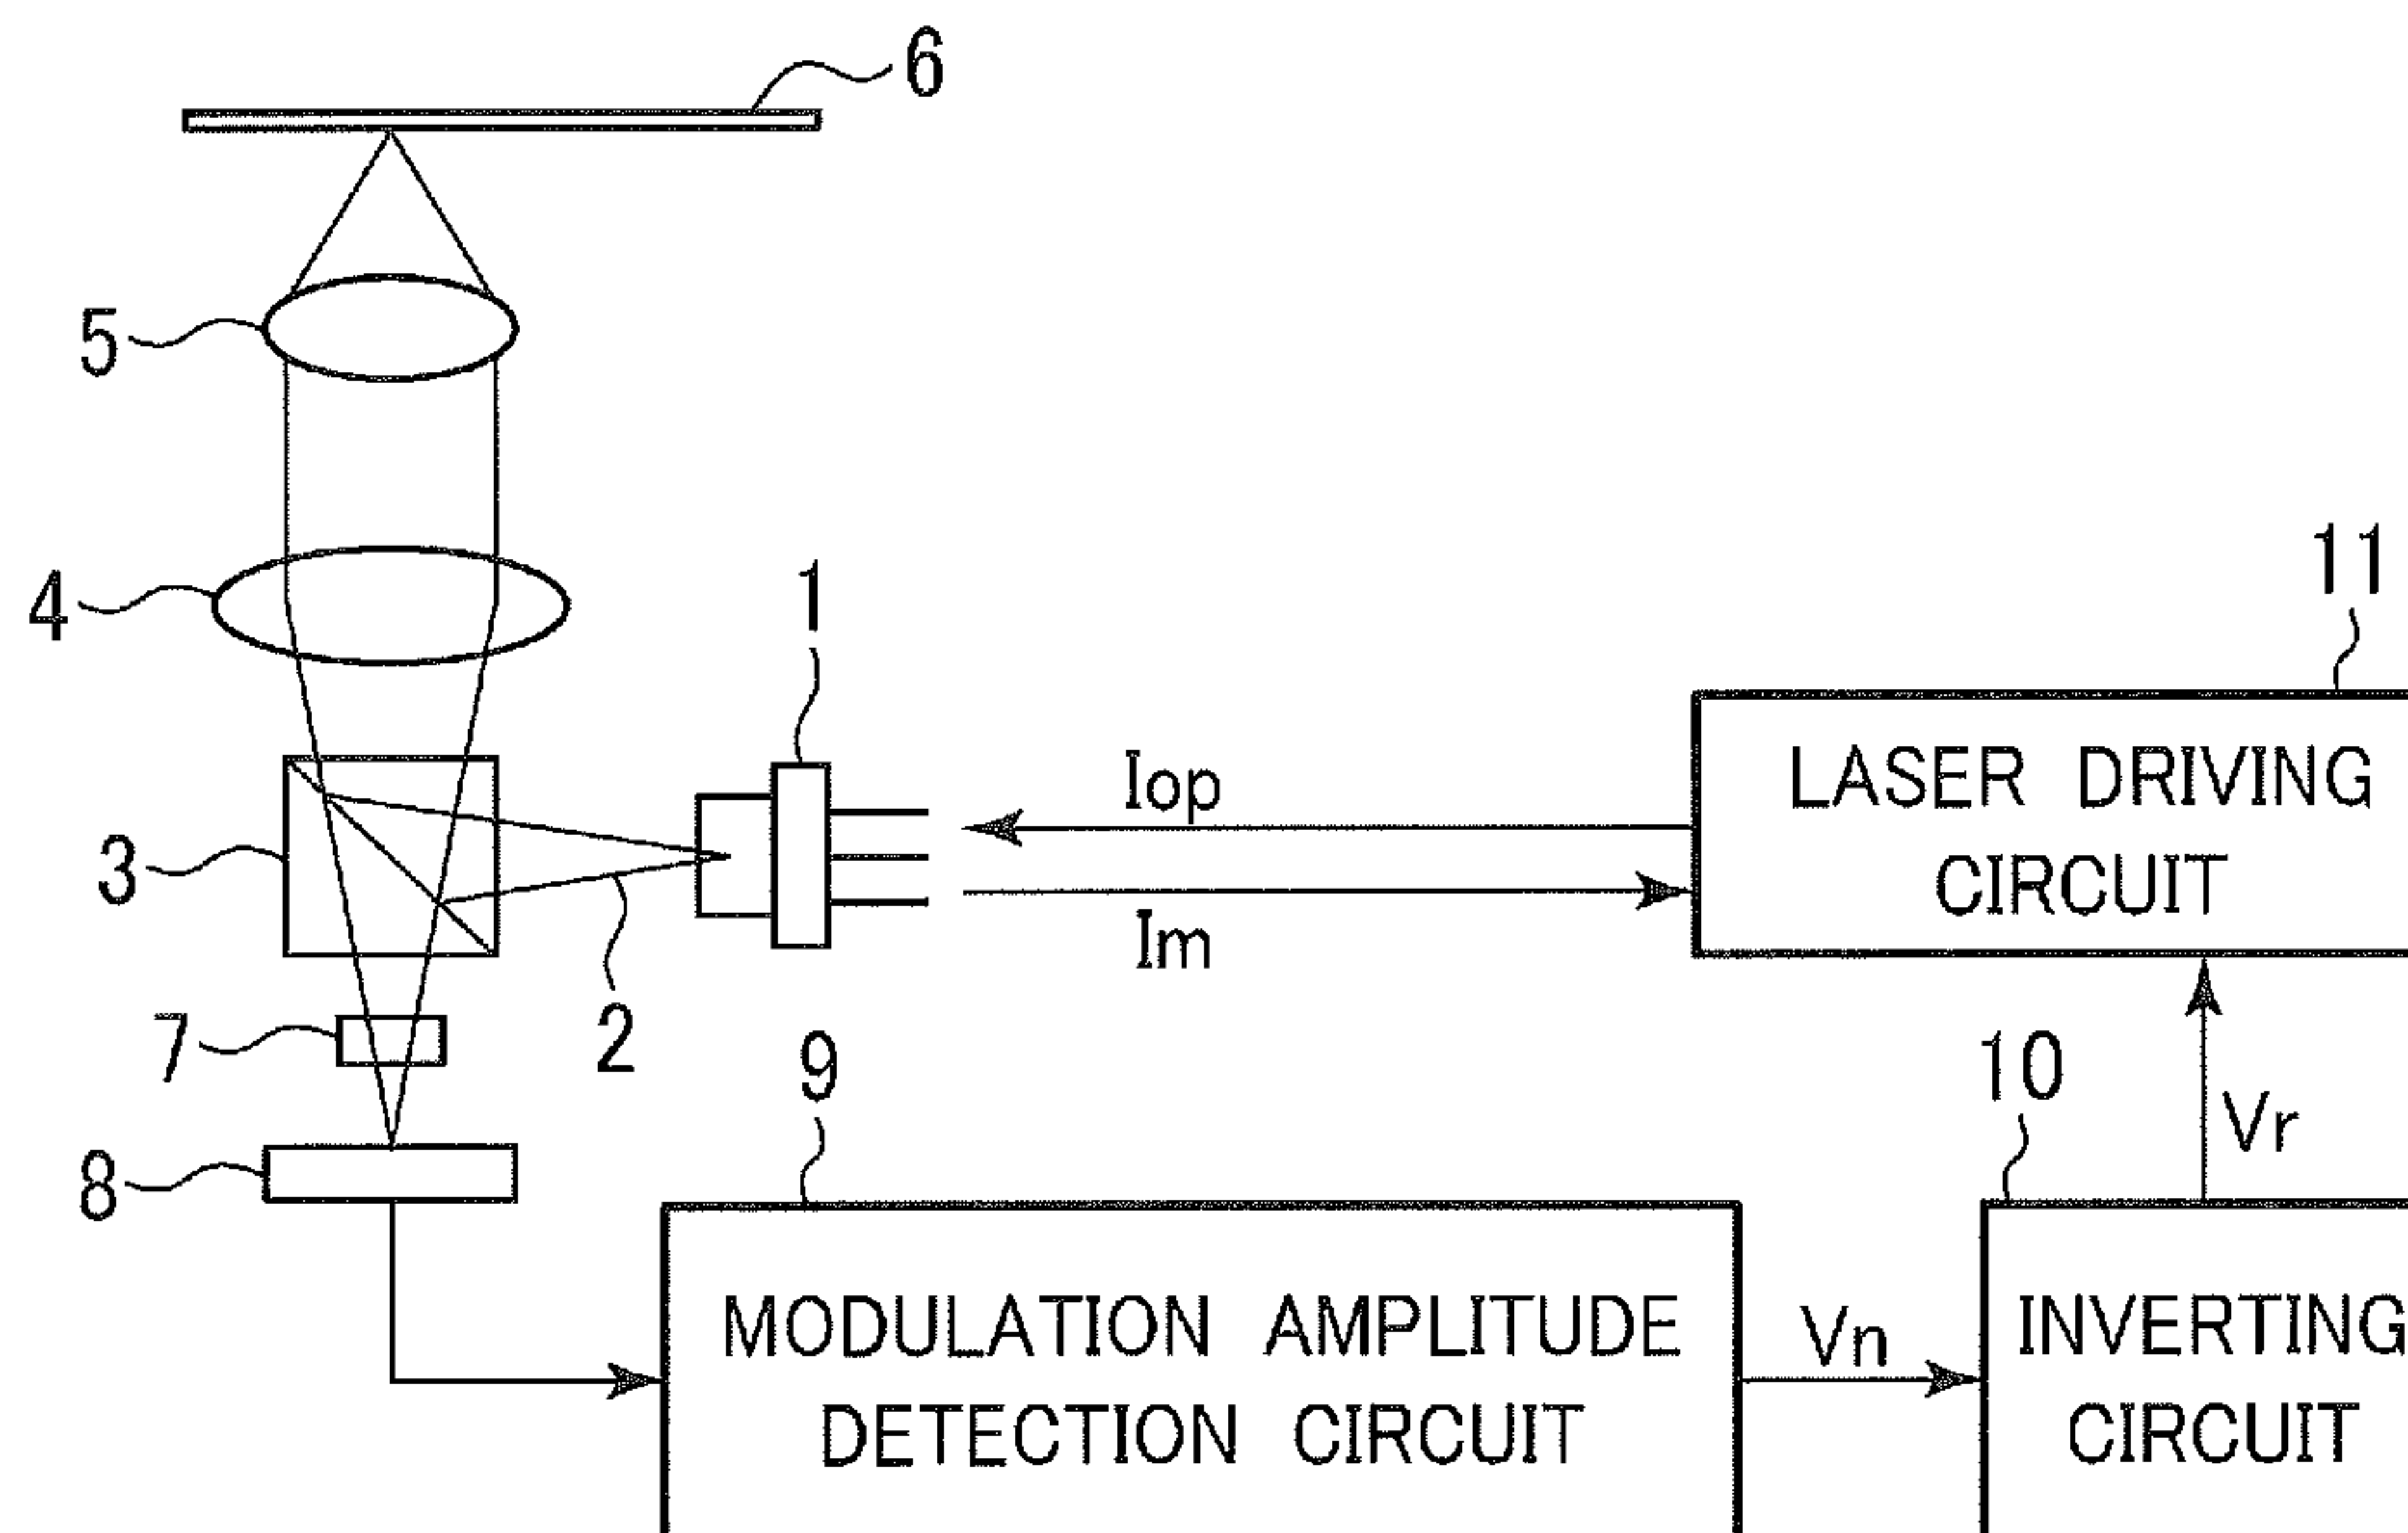 6
5
4
1
11
Iop
LASER DRIVING
CIRCUIT
3
Im
2
7
9
10
Vr
8
MODULATION AMPLITUDE
DETECTION CIRCUIT
Vn
INVERTING
CIRCUIT